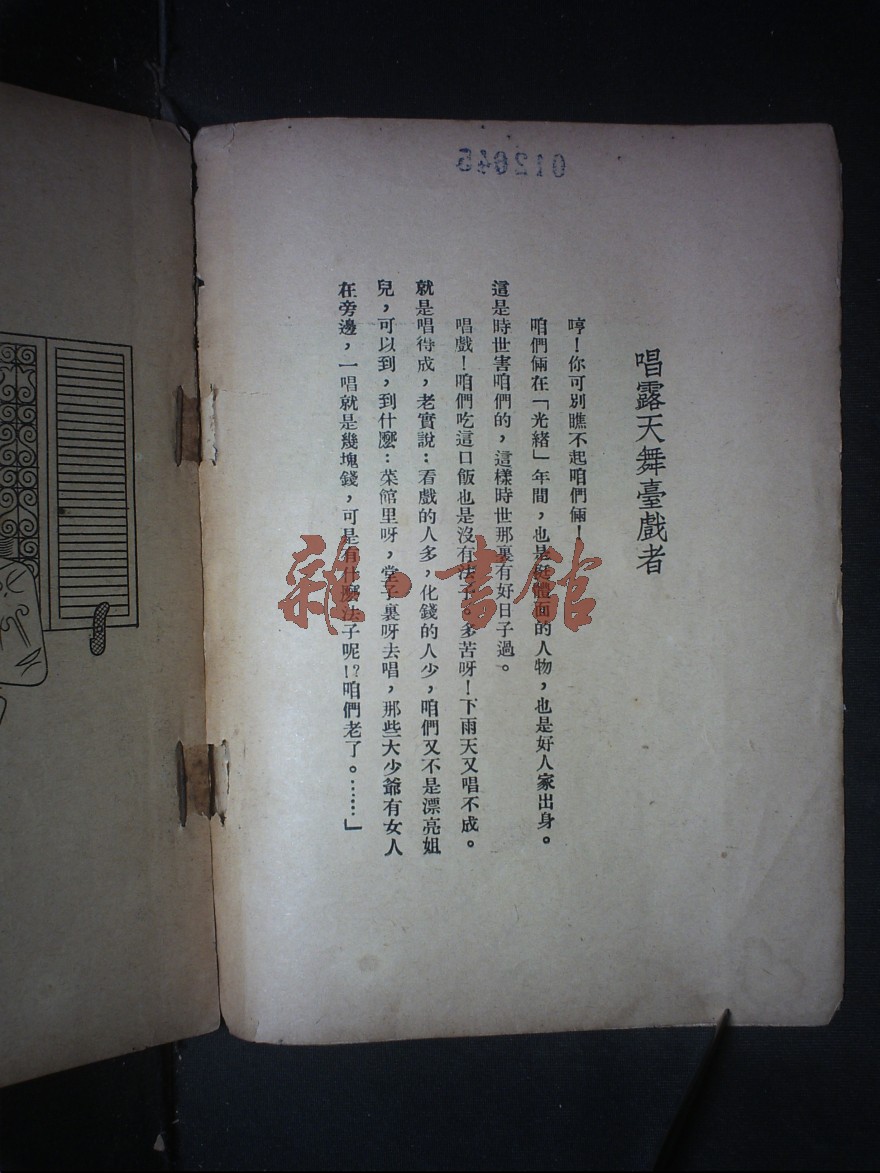 012645
唱露天舞臺戲者
哼！你可別瞧不起咱們倆！
咱們倆在「光緒」年間，也是挺體面的人物，也是好人家出身。
這是時世害咱們的，這樣時世那裏有好日子過。
唱戲！咱們吃這口飯也是沒有法子。多苦呀！下雨天又唱不成。
就是唱得成，老實說：看戲的人多，化錢的人少，咱們又不是漂亮姐
兒，可以到，到什麼：菜館里呀，堂子裏呀去唱，那些大少爺有女人
在旁邊，一唱就是幾塊錢，可是有什麼法子呢！？咱們老了。……」
雜·書館